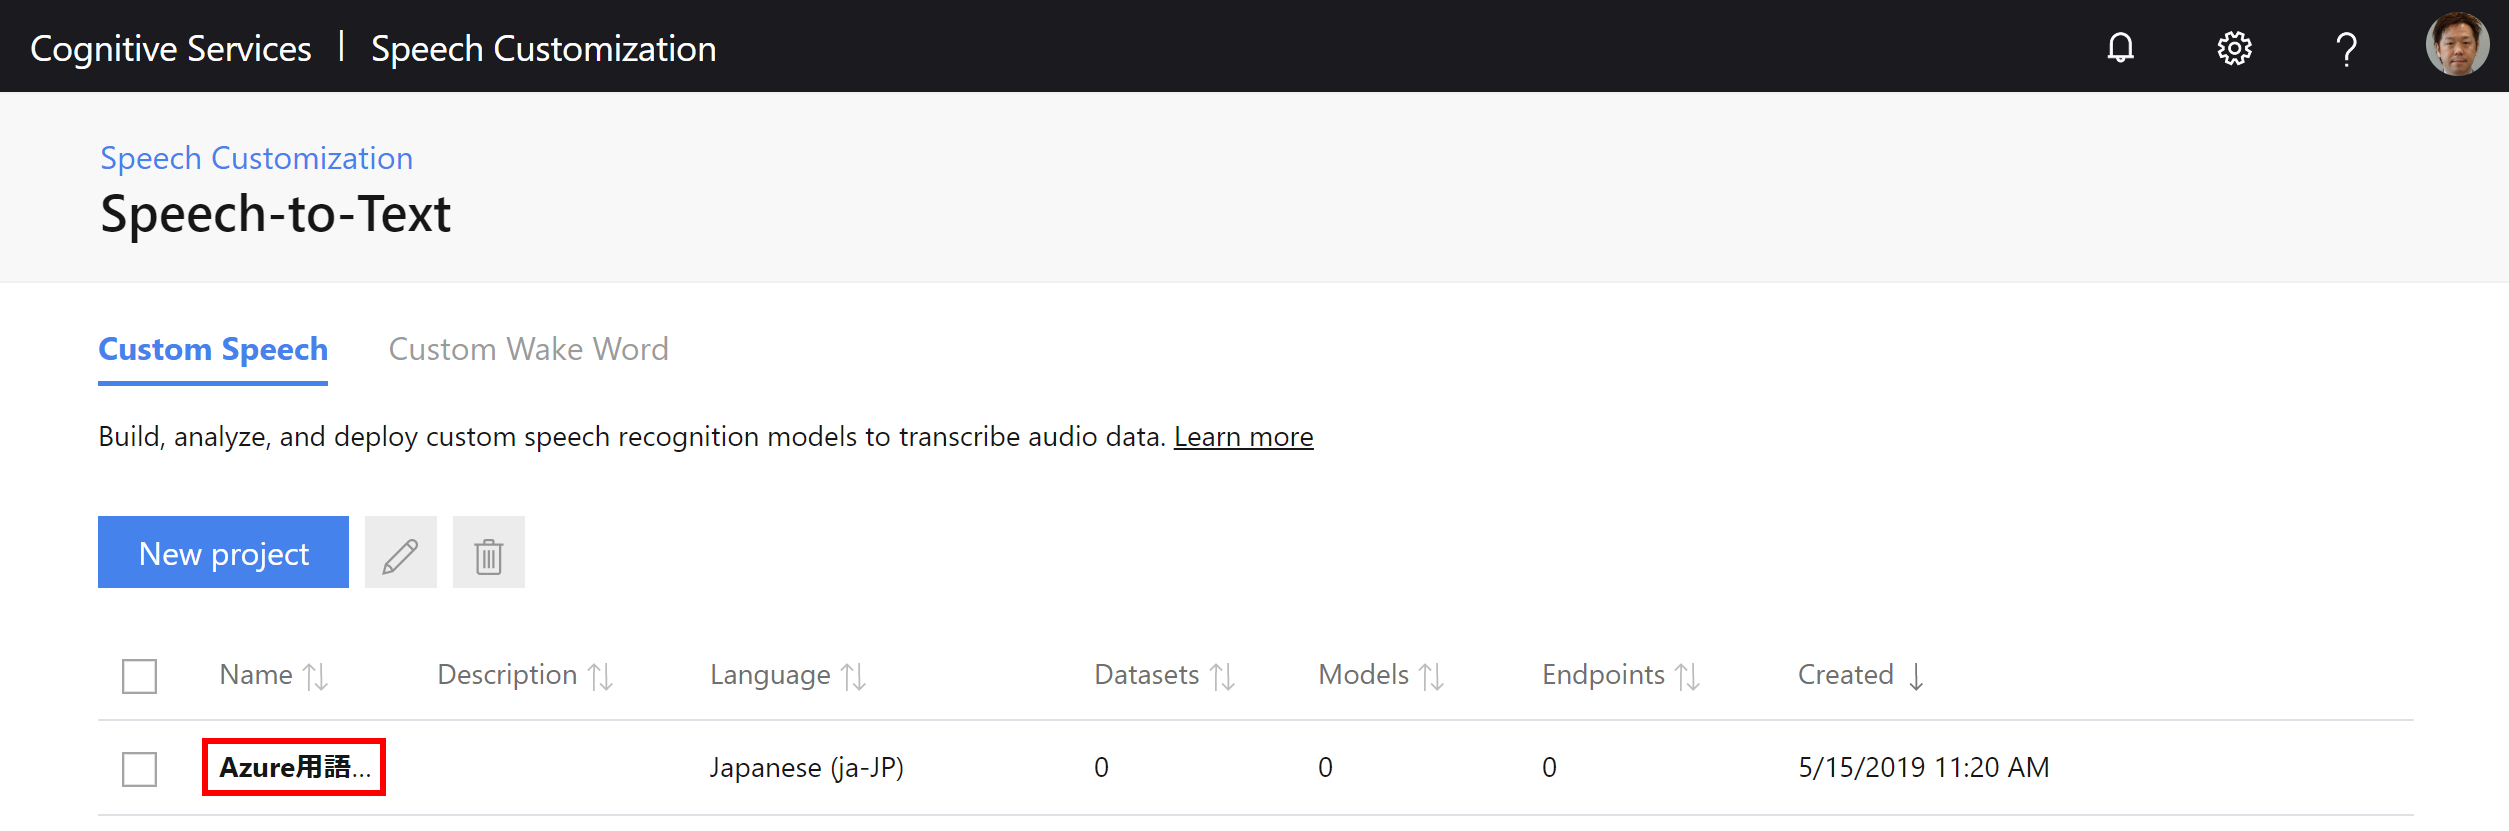 Cognitive Services | Speech Customization
Speech Customization
Speech-to-Text
Custom Speech Custom Wake Word
Build, analyze, and deploy custom speech recognition models to transcribe audio data. Learn more
New project
Name Description Language Datasets Models Endpoints Created
Azure用語... Japanese (ja-JP) 0 0 0 5/15/2019 11:20 AM